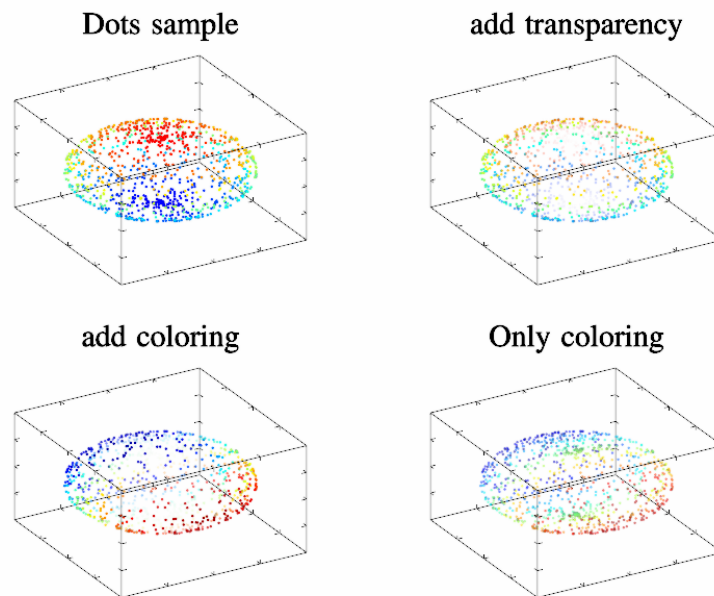 Dots sample
add transparency
add coloring
Only coloring